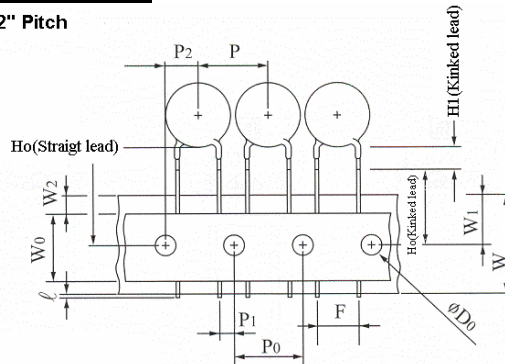 2" Pitch
P2
P
H1(Kinked lead)
Ho(Straigt lead)
W2
W0
Ho(Kinked lead)
W1
W
ℓ
P1
F
P0
øD0